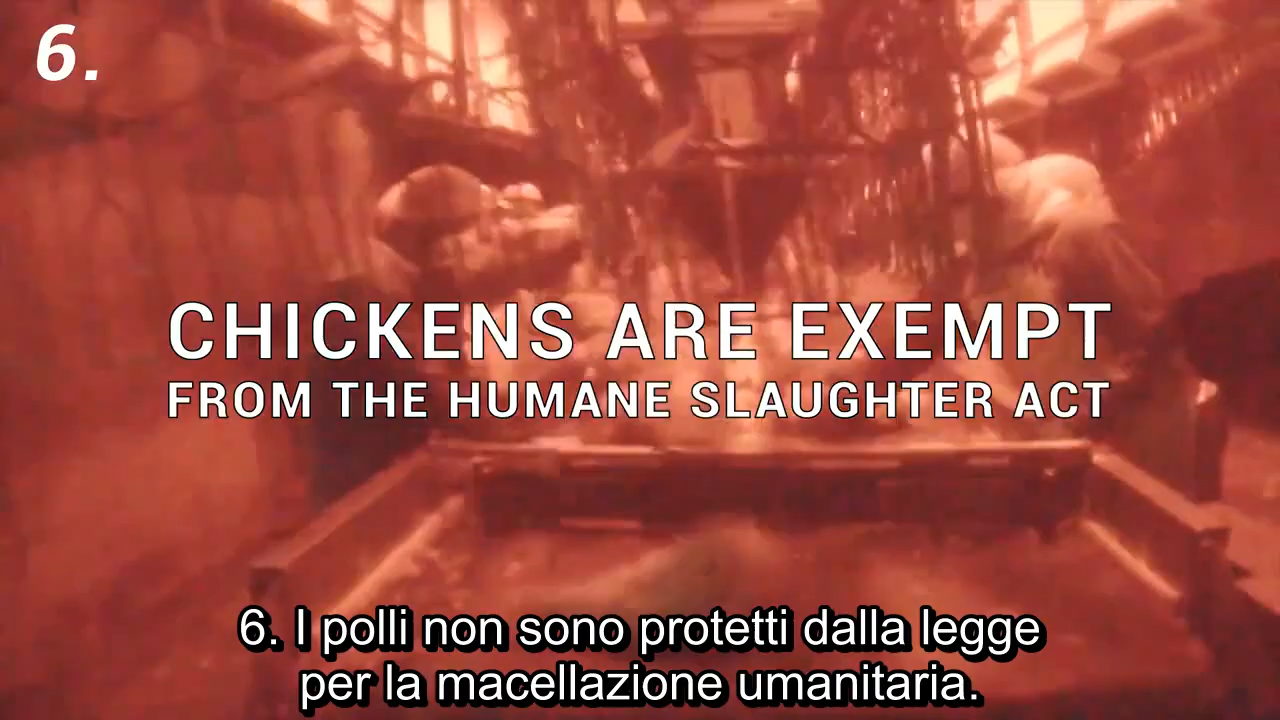 6.
CHICKENS ARE EXEMPT
FROM THE HUMANE SLAUGHTER ACT
6. I polli non sono protetti dalla legge
per la macellazione umanitaria.